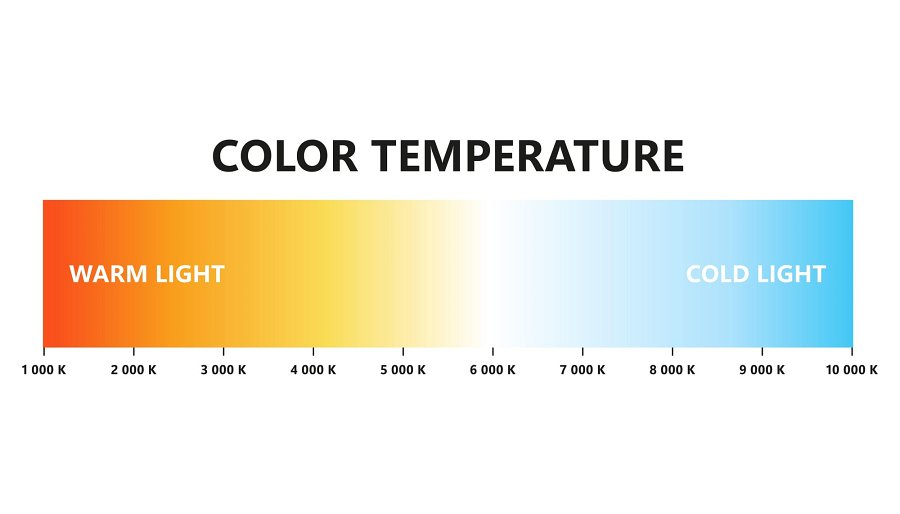 COLOR TEMPERATURE
WARM LIGHT COLD LIGHT
1 000 K 2 000 K 3 000 K 4 000 K 5 000 K 6 000 K 7 000 K 8 000 K 9 000 K 10 000 K